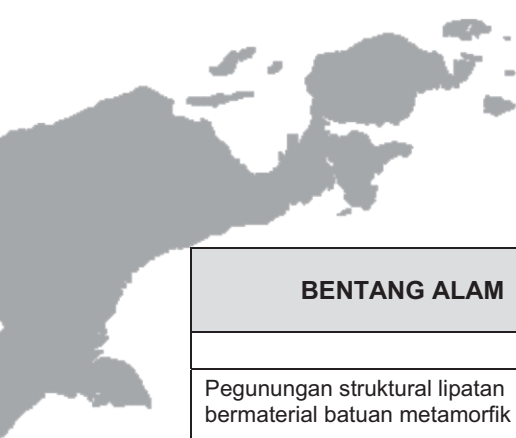 BENTANG ALAM
Pegunungan struktural lipatan
bermaterial batuan metamorfik